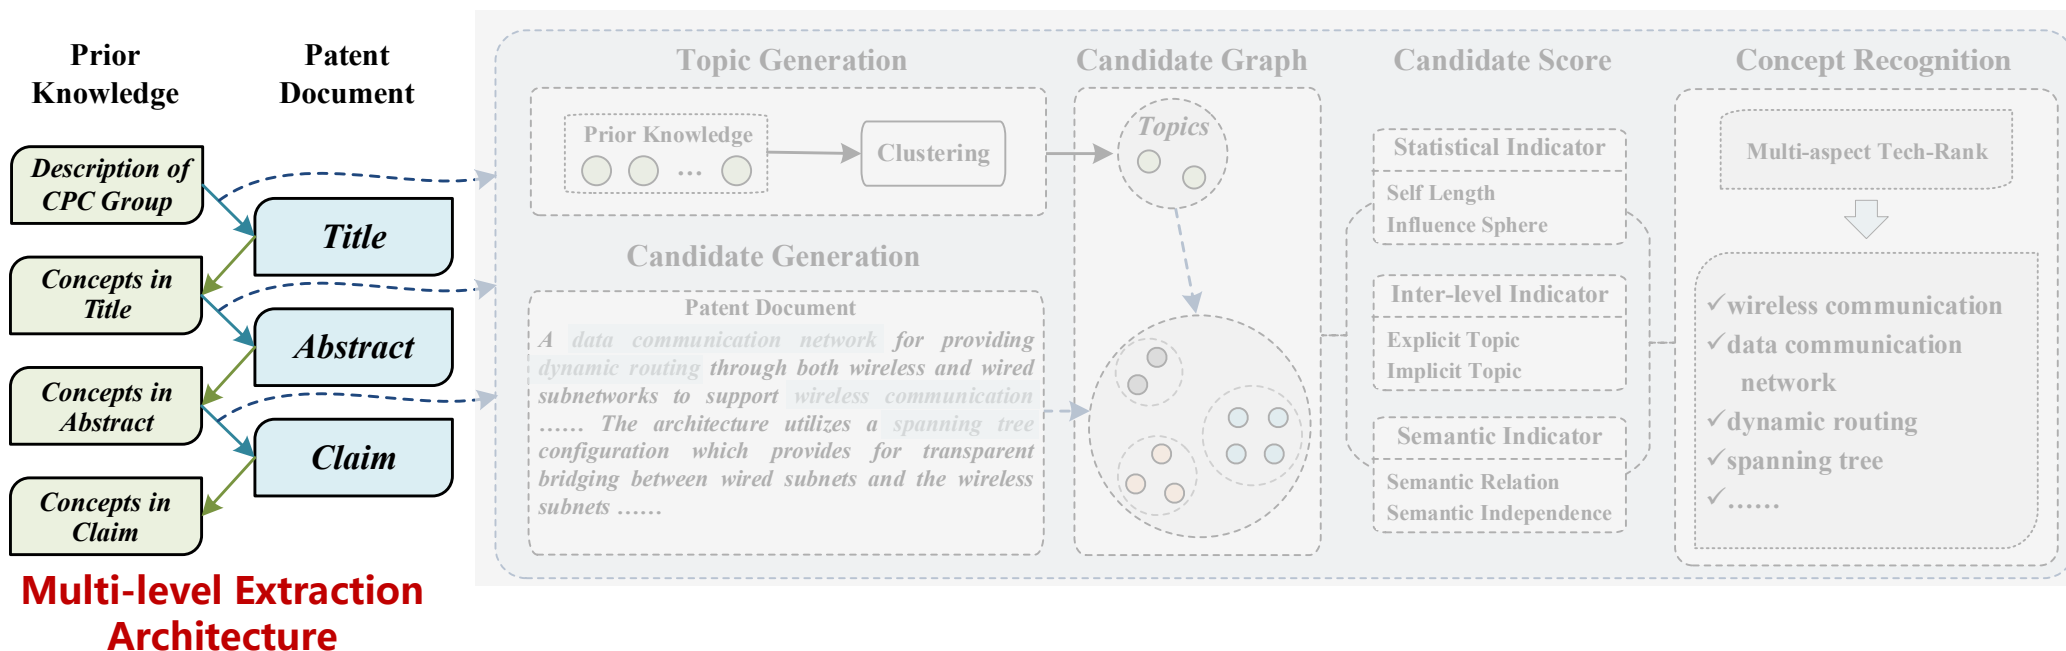 Prior
Knowledge
Patent
Document
Description of
CPC Group
Title
Concepts in
Title
Abstract
Concepts in
Abstract
Claim
Concepts in
Claim
Multi-level Extraction
Architecture
Topic Generation
Prior Knowledge
...
Clustering
Candidate Generation
Patent Document
A data communication network for providing
dynamic routing through both wireless and wired
subnetworks to support wireless communication
…… The architecture utilizes a spanning tree
configuration which provides for transparent
bridging between wired subnets and the wireless
subnets ……
Candidate Graph
Topics
Candidate Score
Statistical Indicator
Self Length
Influence Sphere
Inter-level Indicator
Explicit Topic
Implicit Topic
Semantic Indicator
Semantic Relation
Semantic Independence
Concept Recognition
Multi-aspect Tech-Rank
✓wireless communication
✓data communication
network
✓dynamic routing
✓spanning tree
✓……